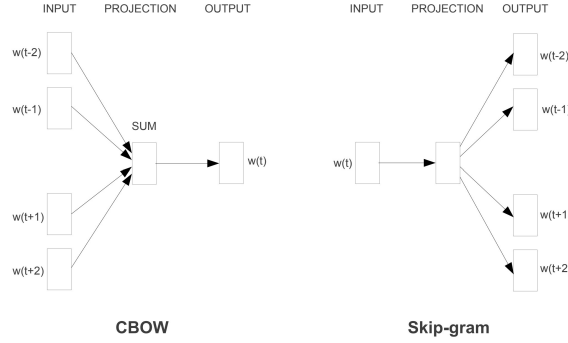 INPUT PROJECTION OUTPUT
w(t-2)
w(t-1)
SUM
w(t)
w(t+1)
w(t+2)
CBOW
INPUT PROJECTION OUTPUT
w(t-2)
w(t-1
w(t)
w(t+1
w(t+2
Skip-gram